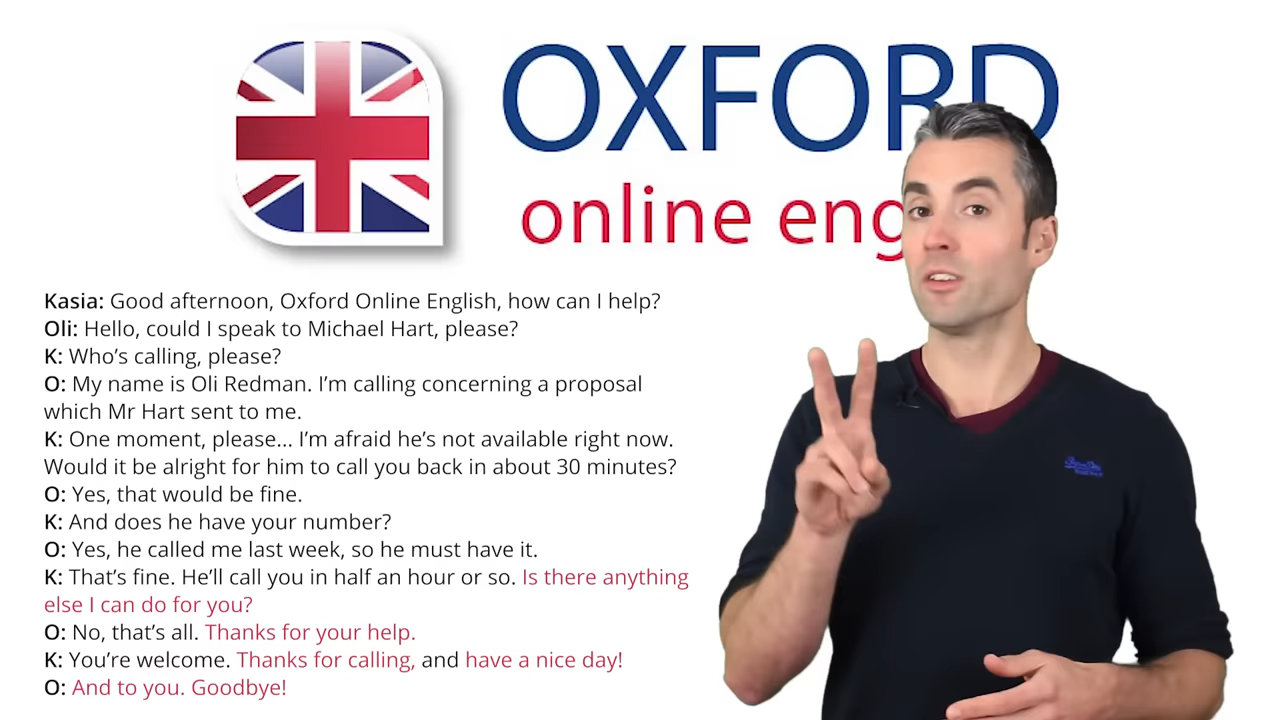 OXFORD
online eng
Kasia: Good afternoon, Oxford Online English, how can I help?
Oli: Hello, could I speak to Michael Hart, please?
K: Who's calling, please?
O: My name is Oli Redman. I'm calling concerning a proposal
which Mr Hart sent to me.
K: One moment, please... I'm afraid he's not available right now.
Would it be alright for him to call you back in about 30 minutes?
O: Yes, that would be fine.
K: And does he have your number?
O: Yes, he called me last week, so he must have it.
K: That's fine. He'll call you in half an hour or so. Is there anything
else I can do for you?
O: No, that's all. Thanks for your help.
K: You're welcome. Thanks for calling, and have a nice day!
O: And to you. Goodbye!